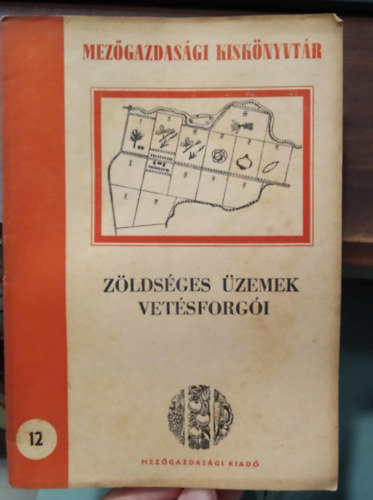 MEZŐGAZDASÁGI KISKÖNYVTÁR
ZÖLDSÉGES ÜZEMEK
VETÉSFORGÓI
12
MEZŐGAZDASÁGI KIADÓ